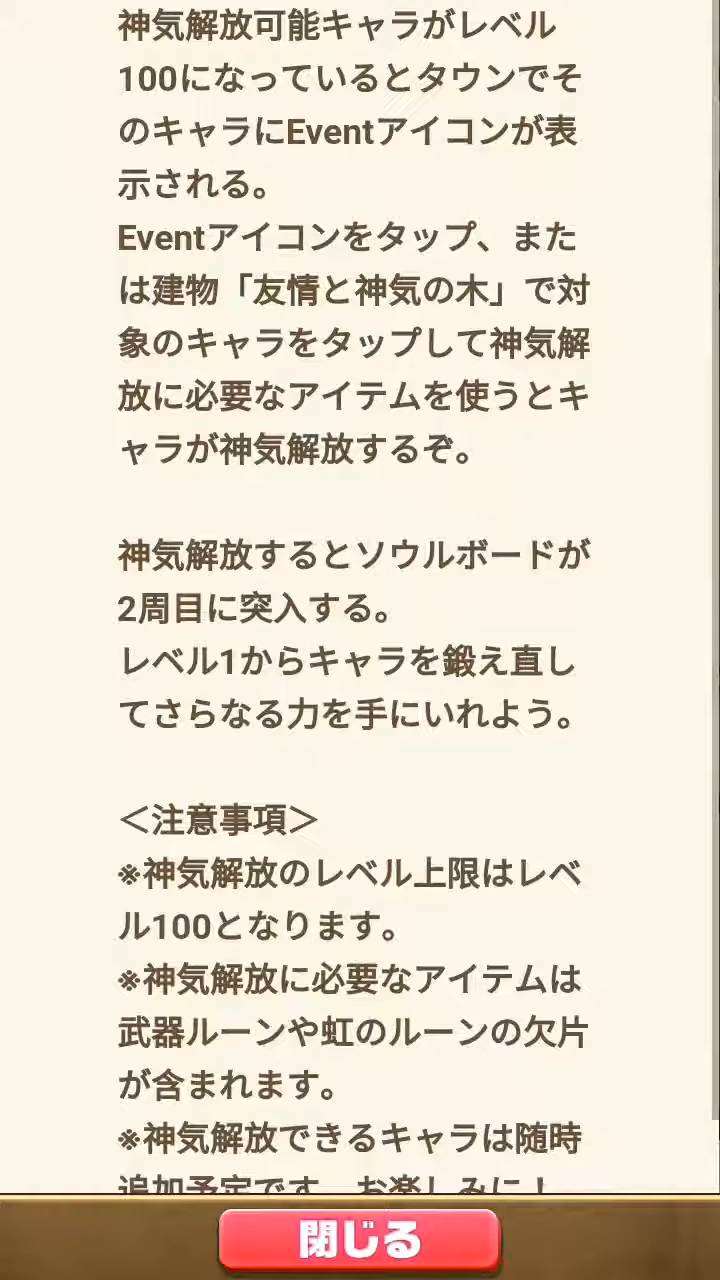 神気解放可能キャラがレベル
100になっているとタウンでそ
のキャラにEventアイコンが表
示される。
Eventアイコンをタップ、また
は建物「友情と神気の木」で対
象のキャラをタップして神気解
放に必要なアイテムを使うとキ
ャラが神気解放するぞ。
神気解放するとソウルボードが
2周目に突入する。
レベル1からキャラを鍛え直し
てさらなる力を手にいれよう。
＜注意事項＞
※神気解放のレベル上限はレベ
ル100となります。
※神気解放に必要なアイテムは
武器ルーンや虹のルーンの欠片
が含まれます。
※神気解放できるキャラは随時
追加予定です。お楽しみに！
閉じる